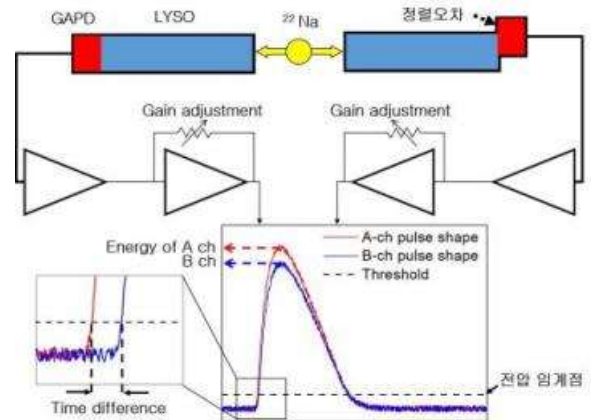 GAPD
LYSO
²²Na
정렬오차
Gain adjustment
Gain adjustment
Energy of A ch
B ch
A-ch pulse shape
B-ch pulse shape
Threshold
전압 임계점
Time difference